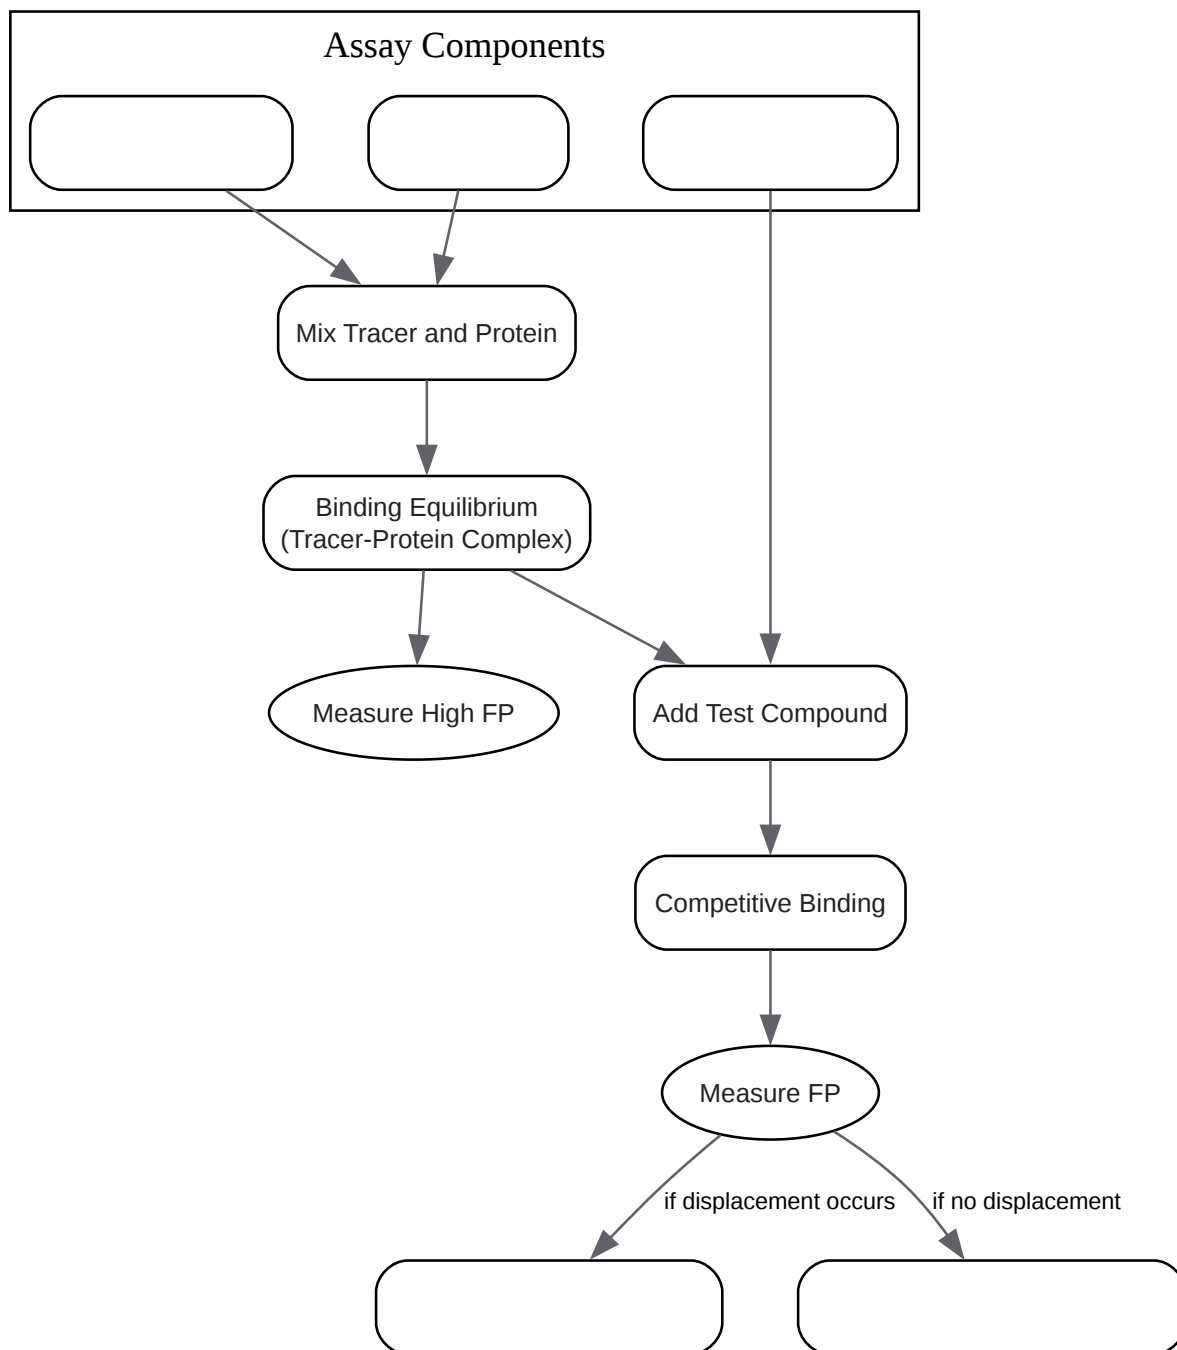 Assay Components
Mix Tracer and Protein
Binding Equilibrium
(Tracer-Protein Complex)
Measure High FP
Add Test Compound
Competitive Binding
Measure FP
if displacement occurs
if no displacement